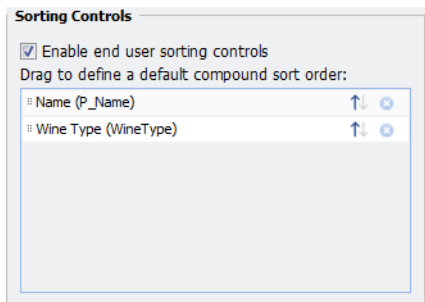 Sorting Controls
Enable end user sorting controls
Drag to define a default compound sort order:
Name (P_Name)
Wine Type (WineType)